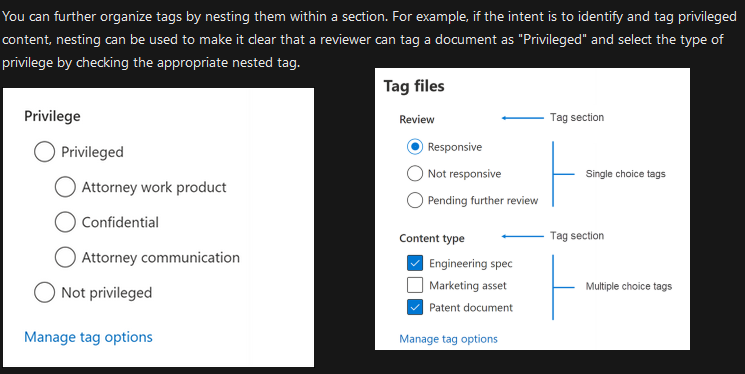 You can further organize tags by nesting them within a section. For example, if the intent is to identify and tag privileged
content, nesting can be used to make it clear that a reviewer can tag a document as "Privileged" and select the type of
privilege by checking the appropriate nested tag.
Privilege
Privileged
Attorney work product
Confidential
Attorney communication
Not privileged
Manage tag options
Tag files
Review
Tag section
Responsive
Not responsive
Single choice tags
Pending further review
Content type
Tag section
Engineering spec
Marketing asset
Multiple choice tags
Patent document
Manage tag options